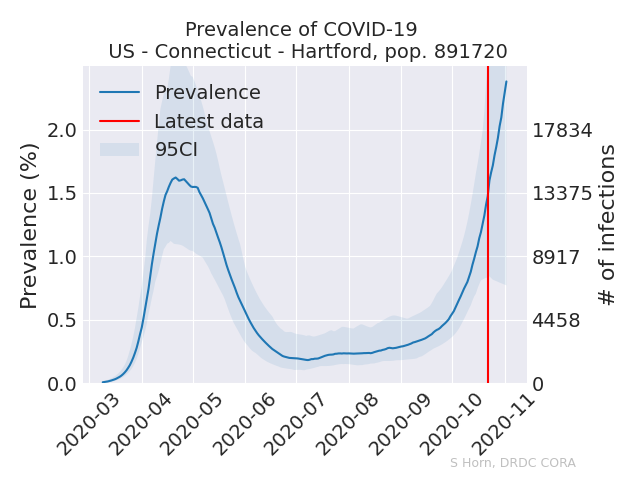 Prevalence of COVID-19
US - Connecticut - Hartford, pop. 891720
Prevalence
Latest data
95CI
Prevalence (%)
2.0
1.5
1.0
0.5
0.0
17834
13375
8917
4458
0
# of infections
2020-03
2020-04
2020-05
2020-06
2020-07
2020-08
2020-09
2020-10
2020-11
S Horn, DRDC CORA